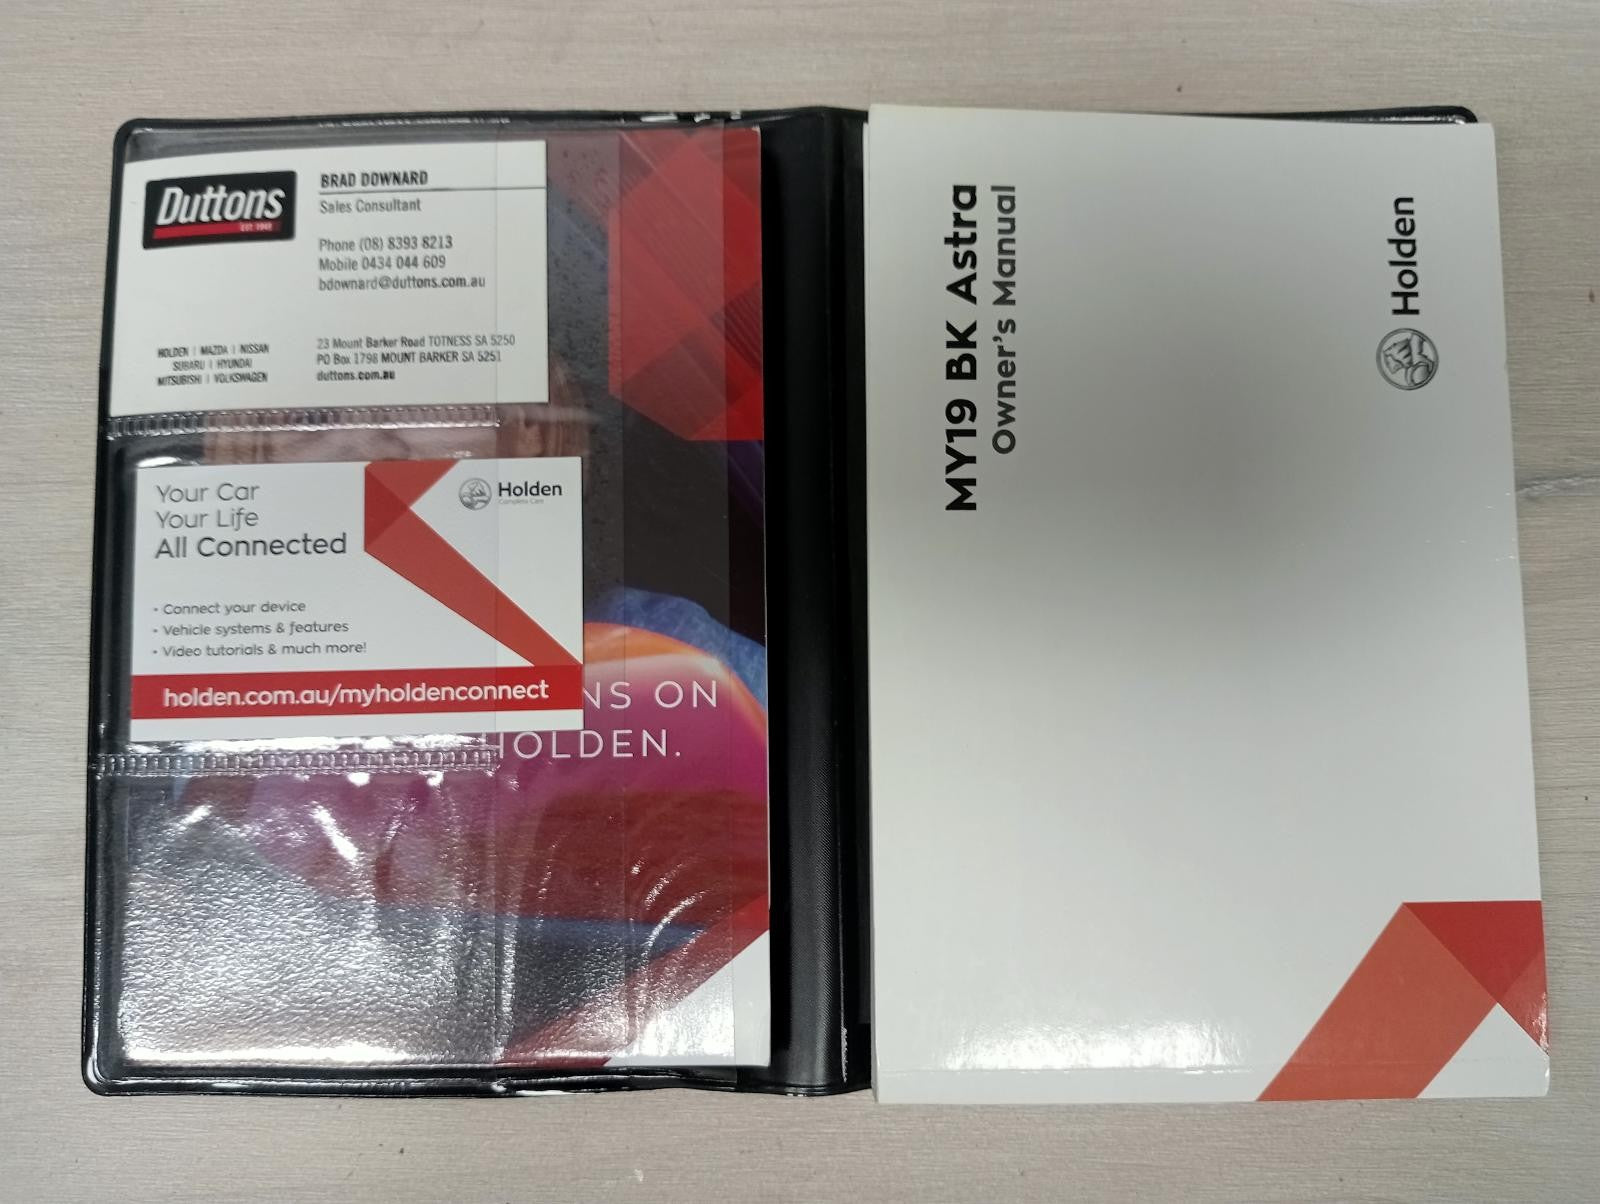 Duttons
EST. 1949
BRAD DOWNARD
Sales Consultant
Phone (08) 8393 8213
Mobile 0434 044 609
bdownard@duttons.com.au
HOLDEN | MAZDA | NISSAN
SUBARU | HYUNDAI
MITSUBISHI | VOLKSWAGEN
23 Mount Barker Road TOTNESS SA 5250
PO Box 1798 MOUNT BARKER SA 5251
duttons.com.au
Your Car
Your Life
All Connected
Holden
Complete Care
• Connect your device
• Vehicle systems & features
• Video tutorials & much more!
holden.com.au/myholdenconnect
NS ON
HOLDEN.
MY19 BK Astra
Owner's Manual
Holden